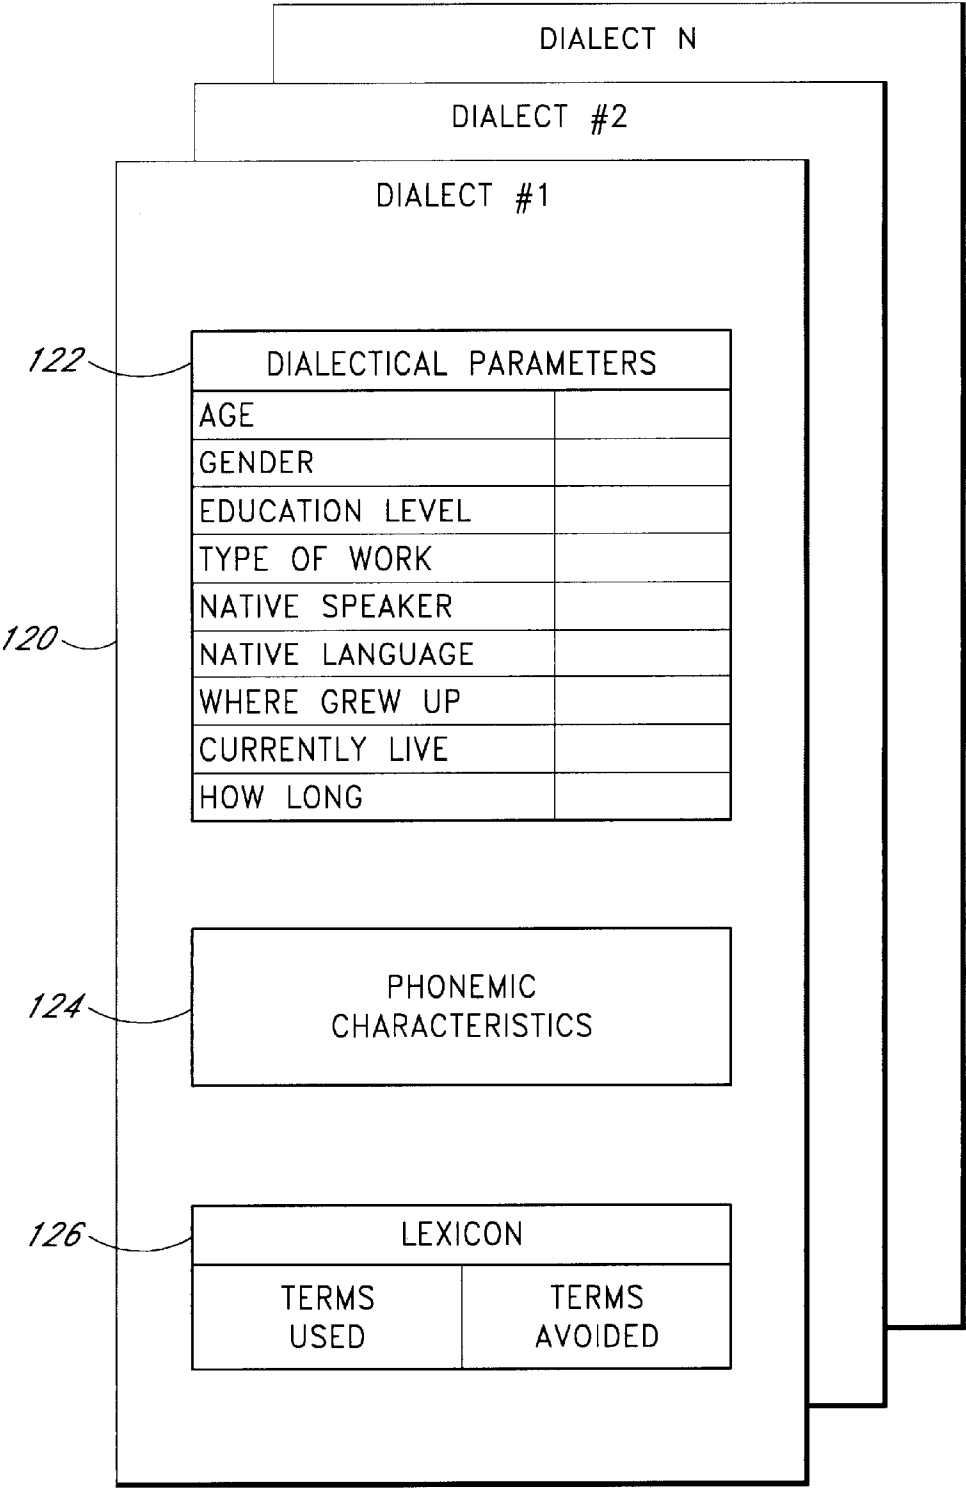 DIALECT N
DIALECT #2
DIALECT #1
122
DIALECTICAL PARAMETERS
AGE
GENDER
EDUCATION LEVEL
TYPE OF WORK
NATIVE SPEAKER
120
NATIVE LANGUAGE
WHERE GREW UP
CURRENTLY LIVE
HOW LONG
124
PHONEMIC
CHARACTERISTICS
126
LEXICON
TERMS
USED
TERMS
AVOIDED